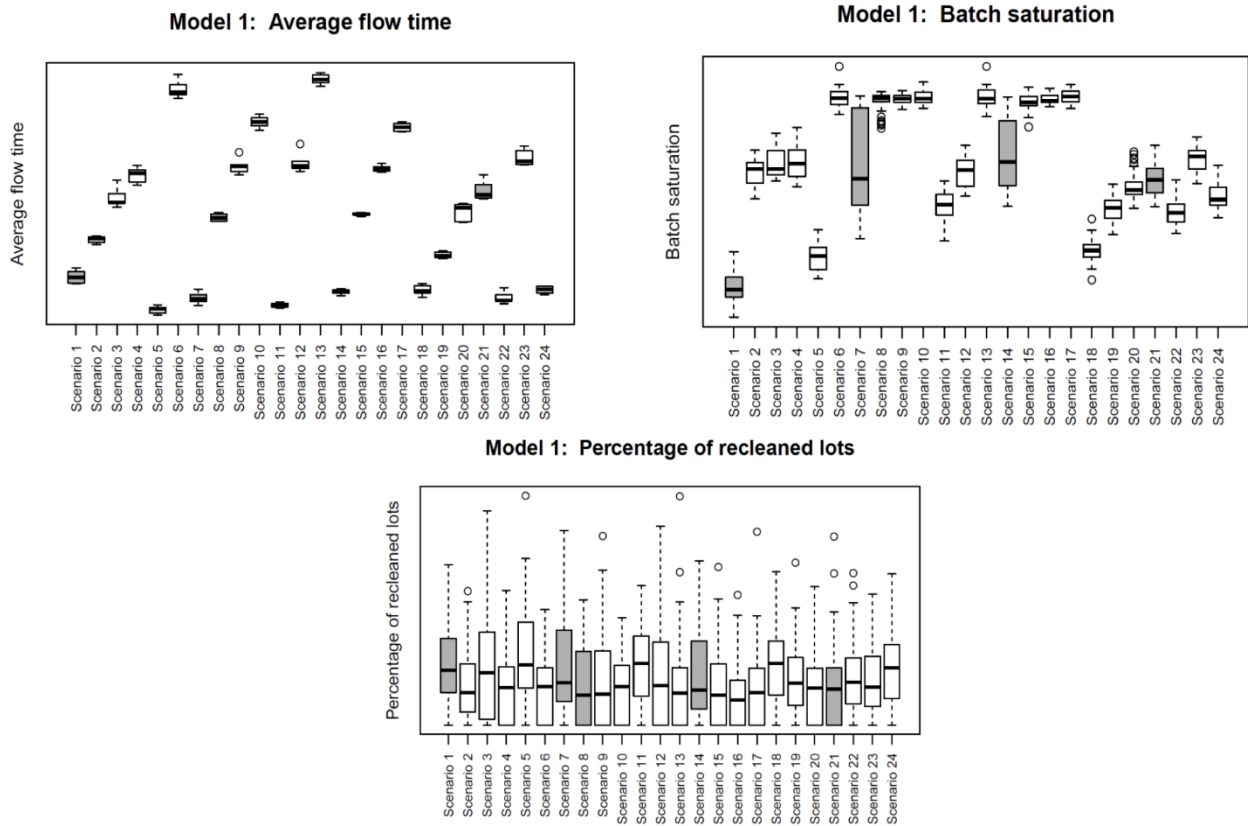 Model 1: Average flow time
Average flow time
Scenario 1
Scenario 2
Scenario 3
Scenario 4
Scenario 5
Scenario 6
Scenario 7
Scenario 8
Scenario 9
Scenario 10
Scenario 11
Scenario 12
Scenario 13
Scenario 14
Scenario 15
Scenario 16
Scenario 17
Scenario 18
Scenario 19
Scenario 20
Scenario 21
Scenario 22
Scenario 23
Scenario 24
Model 1: Batch saturation
Batch saturation
Scenario 1
Scenario 2
Scenario 3
Scenario 4
Scenario 5
Scenario 6
Scenario 7
Scenario 8
Scenario 9
Scenario 10
Scenario 11
Scenario 12
Scenario 13
Scenario 14
Scenario 15
Scenario 16
Scenario 17
Scenario 18
Scenario 19
Scenario 20
Scenario 21
Scenario 22
Scenario 23
Scenario 24
Model 1: Percentage of recleaned lots
Percentage of recleaned lots
Scenario 1
Scenario 2
Scenario 3
Scenario 4
Scenario 5
Scenario 6
Scenario 7
Scenario 8
Scenario 9
Scenario 10
Scenario 11
Scenario 12
Scenario 13
Scenario 14
Scenario 15
Scenario 16
Scenario 17
Scenario 18
Scenario 19
Scenario 20
Scenario 21
Scenario 22
Scenario 23
Scenario 24